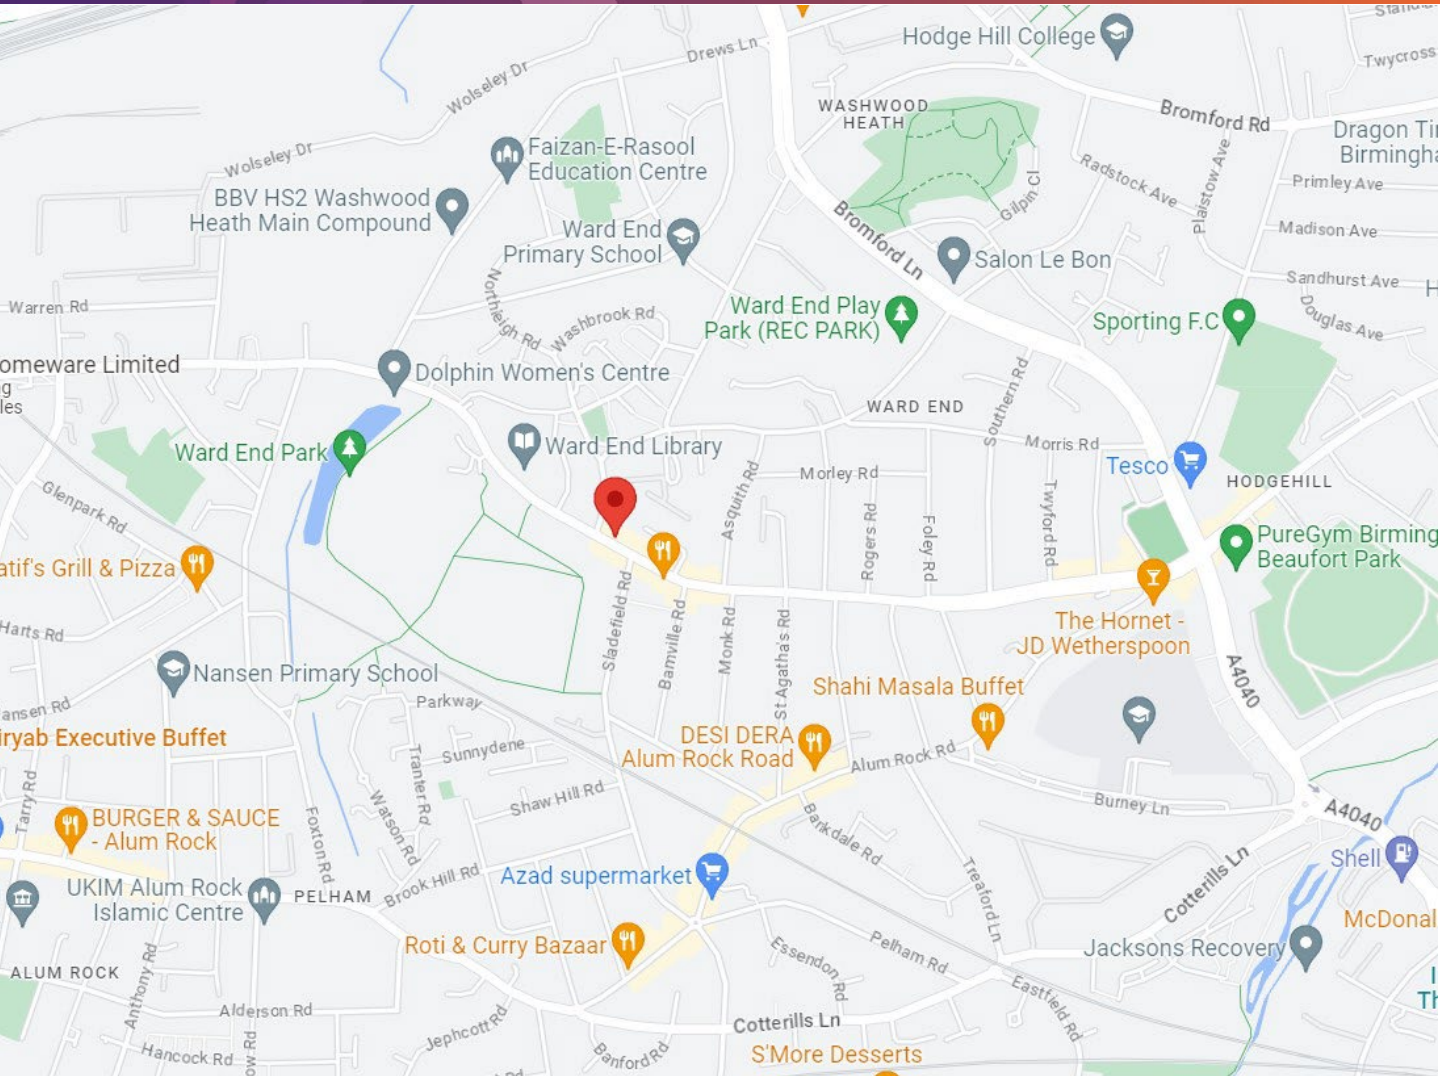 Standa
Hodge Hill College
Drews Ln
Twycross
Wolseley Dr
WASHWOOD
HEATH
Bromford Rd
Dragon Ti
Birmingha
Faizan-E-Rasool
Education Centre
Wolseley Dr
Radstock Ave
Plaistow Ave
Primley Ave
BBV HS2 Washwood
Heath Main Compound
Gilpin Cl
Ward End
Primary School
Bromford Ln
Madison Ave
Salon Le Bon
Sandhurst Ave
H
Warren Rd
Northleigh Rd
Washbrook Rd
Ward End Play
Park (REC PARK)
Sporting F.C
Douglas Ave
omeware Limited
g
les
Dolphin Women's Centre
Southern Rd
WARD END
Ward End Park
Ward End Library
Morris Rd
Tesco
Morley Rd
HODGEHILL
Glenpark Rd
Asquith Rd
Twyford Rd
Rogers Rd
Foley Rd
PureGym Birming
Beaufort Park
atif's Grill & Pizza
Harts Rd
Sladefield Rd
Bamville Rd
Monk Rd
St Agatha's Rd
The Hornet -
JD Wetherspoon
A4040
Nansen Primary School
Shahi Masala Buffet
Parkway
ansen Rd
iryab Executive Buffet
DESI DERA
Alum Rock Road
Sunnydene
Alum Rock Rd
Tranter Rd
Tarry Rd
Shaw Hill Rd
Burney Ln
BURGER & SAUCE
- Alum Rock
Foxton Rd
Watson Rd
Barkdale Rd
A4040
Shell
Azad supermarket
Treaford Ln
Cotterills Ln
UKIM Alum Rock
Islamic Centre
PELHAM
Brook Hill Rd
McDonal
Roti & Curry Bazaar
Pelham Rd
Jacksons Recovery
ALUM ROCK
Anthony Rd
Essendon Rd
Eastfield Rd
I
Th
Alderson Rd
Jephcott Rd
Cotterills Ln
Hancock Rd
ow Rd
Banford Rd
S'More Desserts
Rd